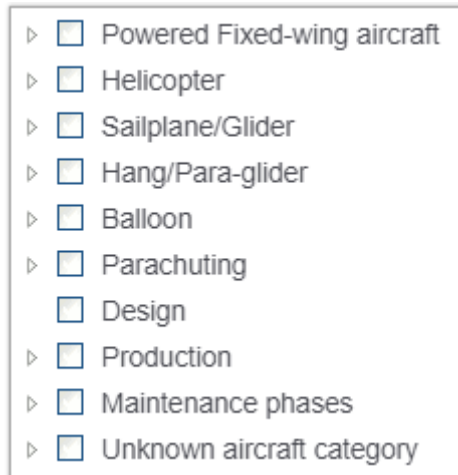 Powered Fixed-wing aircraft
Helicopter
Sailplane/Glider
Hang/Para-glider
Balloon
Parachuting
Design
Production
Maintenance phases
Unknown aircraft category